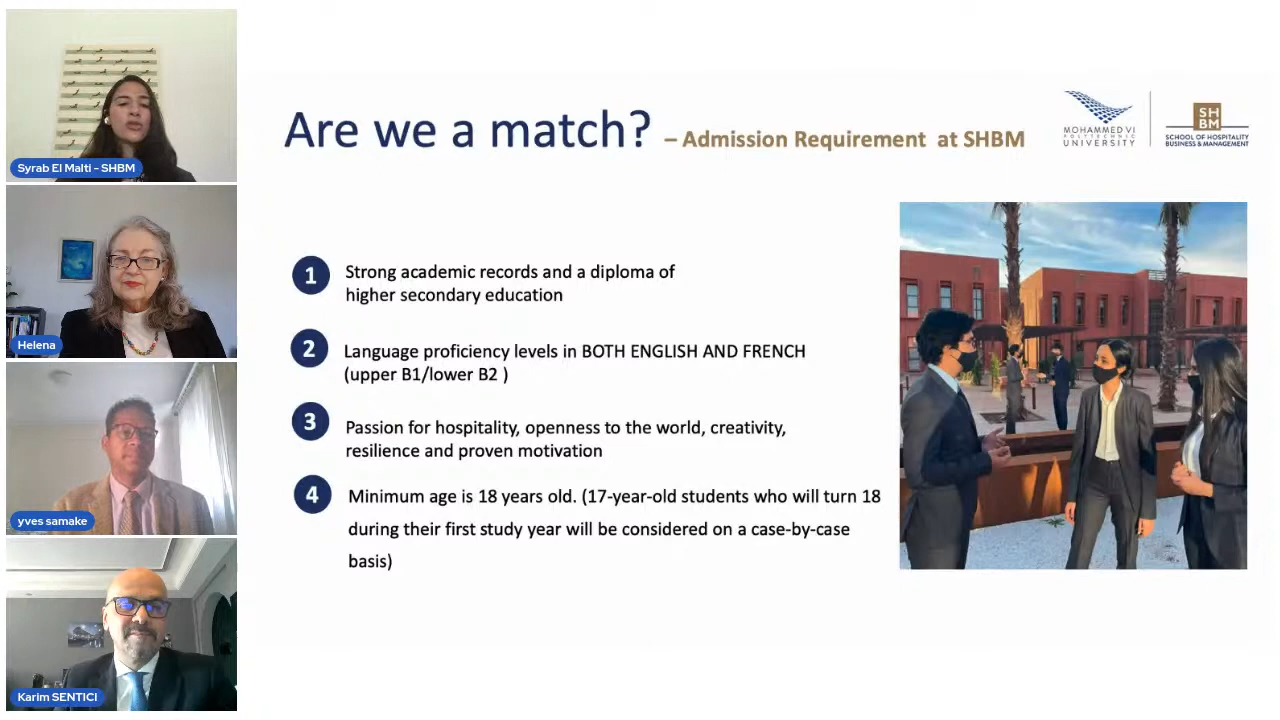 Syrab El Malti - SHBM
Helena
yves samake
Karim SENTICI
Are we a match? – Admission Requirement at SHBM
MOHAMMED VI
POLYTECHNIC
UNIVERSITY
SH
BM
SCHOOL OF HOSPITALITY
BUSINESS & MANAGEMENT
1 Strong academic records and a diploma of
higher secondary education
2 Language proficiency levels in BOTH ENGLISH AND FRENCH
(upper B1/lower B2 )
3 Passion for hospitality, openness to the world, creativity,
resilience and proven motivation
4 Minimum age is 18 years old. (17-year-old students who will turn 18
during their first study year will be considered on a case-by-case
basis)